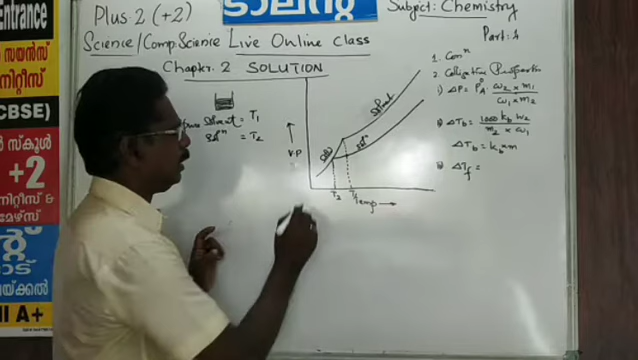 Entrance
സയൻസ്
CBSE)
സ്കൂൾ
+2
നിറ്റീസ് &
A+
ടാലന്റ്
Plus 2 (+2)
Subject: Chemistry
Science/Comp.Science Live Online Class
Part: 4
Chapter. 2 SOLUTION
pure Solvent = T₁
solⁿ = T₂
VP
Solvent
solⁿ
T₂ T₁
Temp
1. Conⁿ
2. Colligative Properties
i) ΔP = P°A · w₂ × m₁ / w₁ × m₂
ΔTb = 1000 kb w₂ / m₂ × w₁
ΔTb = kb × m
ΔTf =